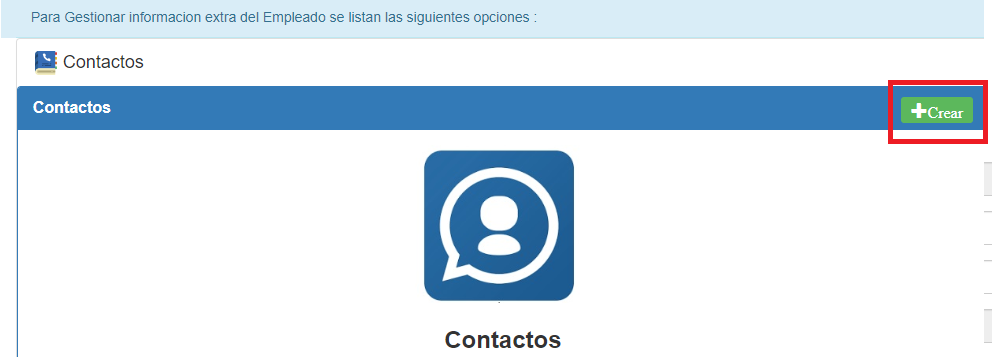 Para Gestionar informacion extra del Empleado se listan las siguientes opciones :
Contactos
Contactos
Crear
Contactos